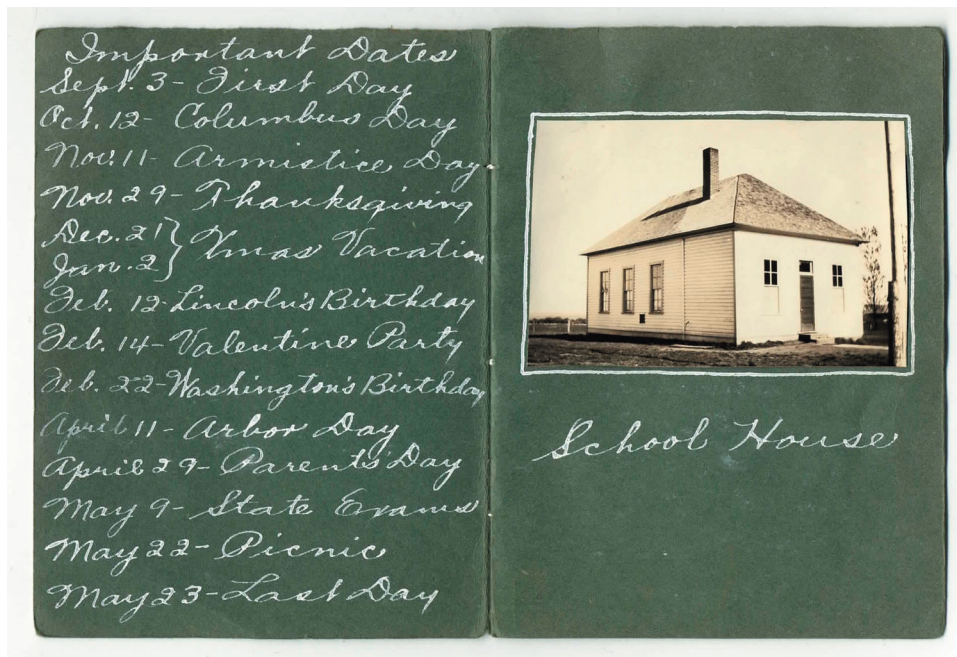 Important Dates
Sept. 3 - First Day
Oct. 12 - Columbus Day
Nov. 11 - Armistice Day
Nov. 29 - Thanksgiving
Dec. 21 } Xmas Vacation
Jan. 2 }
Feb. 12 - Lincoln's Birthday
Feb. 14 - Valentine Party
Feb. 22 - Washington's Birthday
April 11 - Arbor Day
April 29 - Parents' Day
May 9 - State Exams
May 22 - Picnic
May 23 - Last Day
School House